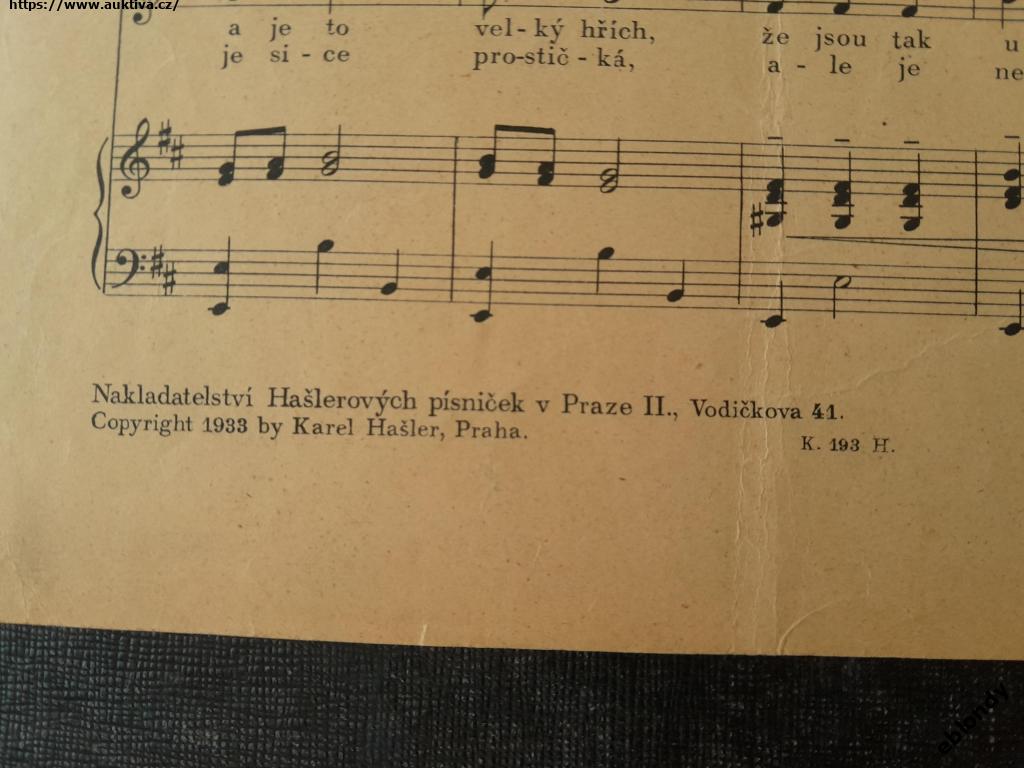 https://www.auktiva.cz/
a je to vel-ký hřích, že jsou tak u
je si-ce pro-stič-ká, a-le je ne
Nakladatelství Hašlerových písniček v Praze II., Vodičkova 41.
Copyright 1933 by Karel Hašler, Praha.
K. 193 H.
eblondy